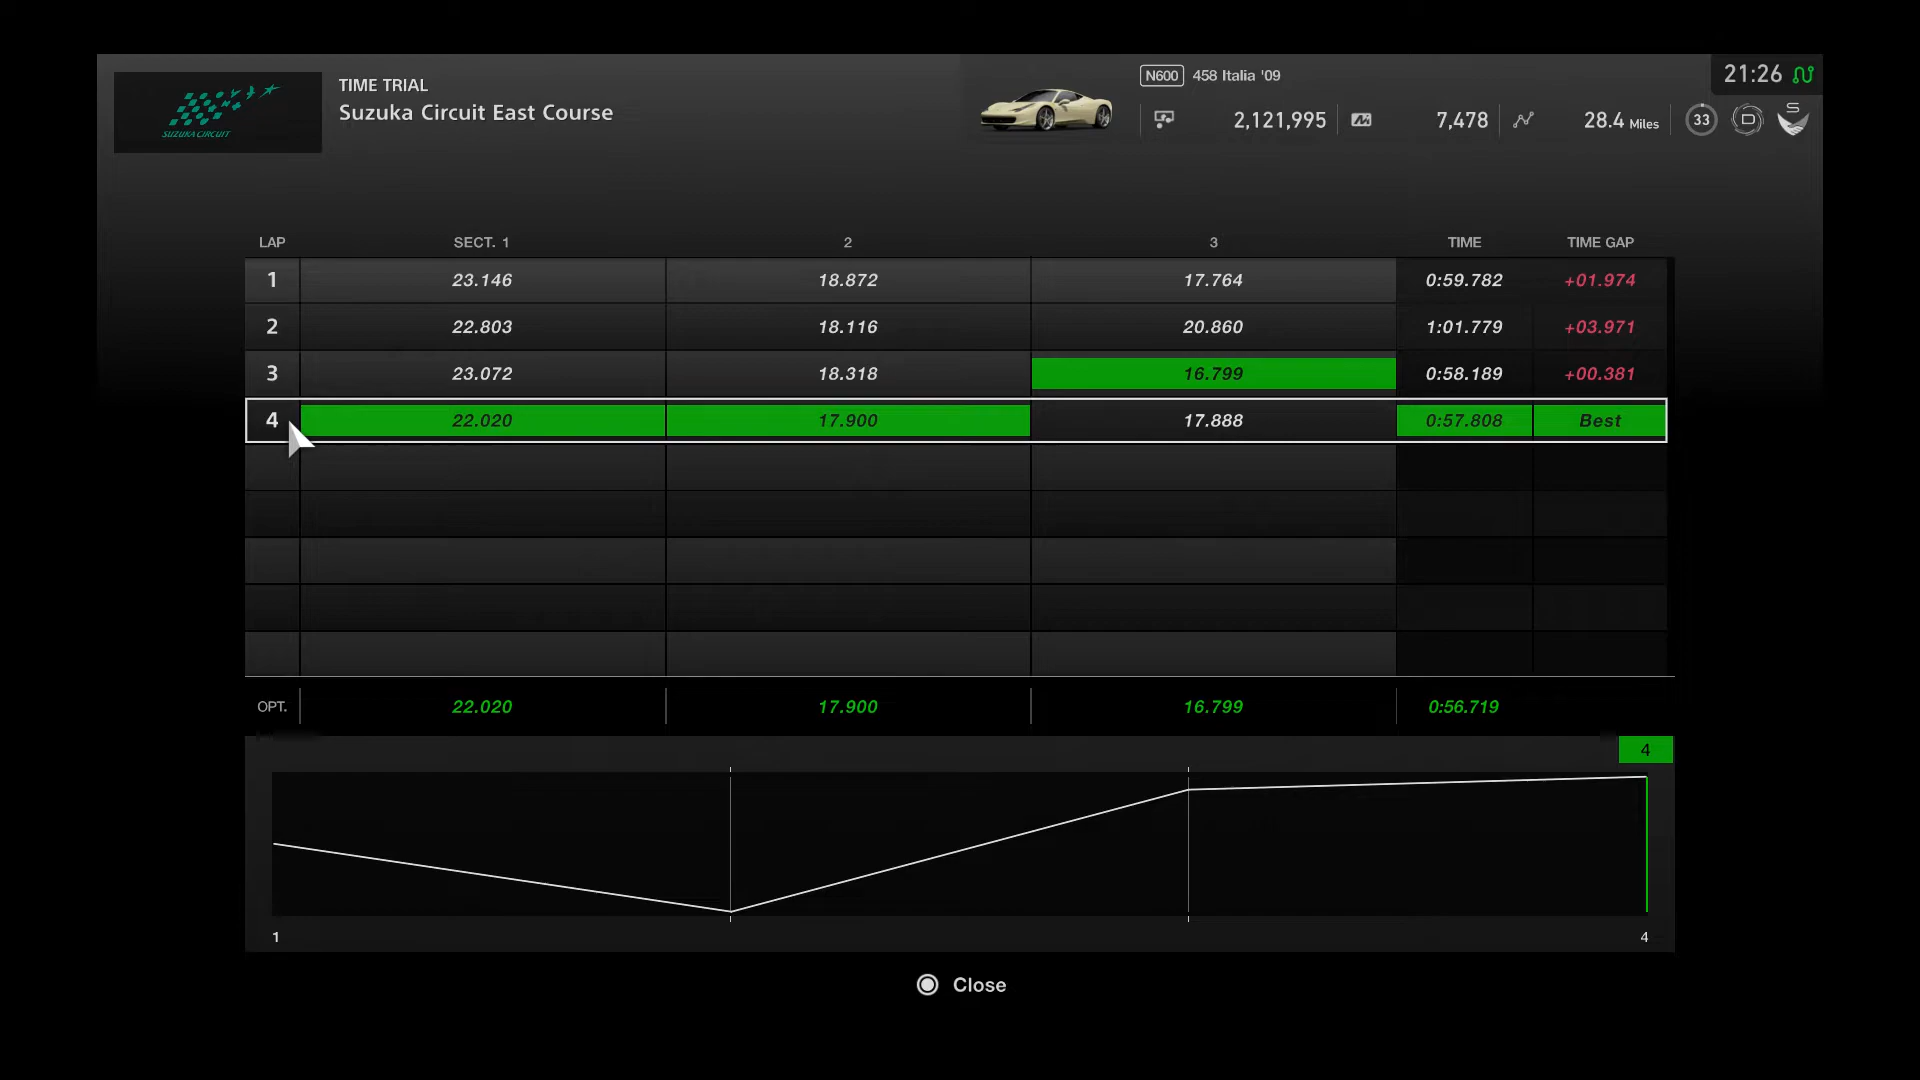 SUZUKA CIRCUIT
TIME TRIAL
Suzuka Circuit East Course
N600 458 Italia '09
2,121,995 7,478 28.4 Miles 33 D S
21:26
LAP SECT. 1 2 3 TIME TIME GAP
1 23.146 18.872 17.764 0:59.782 +01.974
2 22.803 18.116 20.860 1:01.779 +03.971
3 23.072 18.318 16.799 0:58.189 +00.381
4 22.020 17.900 17.888 0:57.808 Best
OPT. 22.020 17.900 16.799 0:56.719
4
1 4
Close